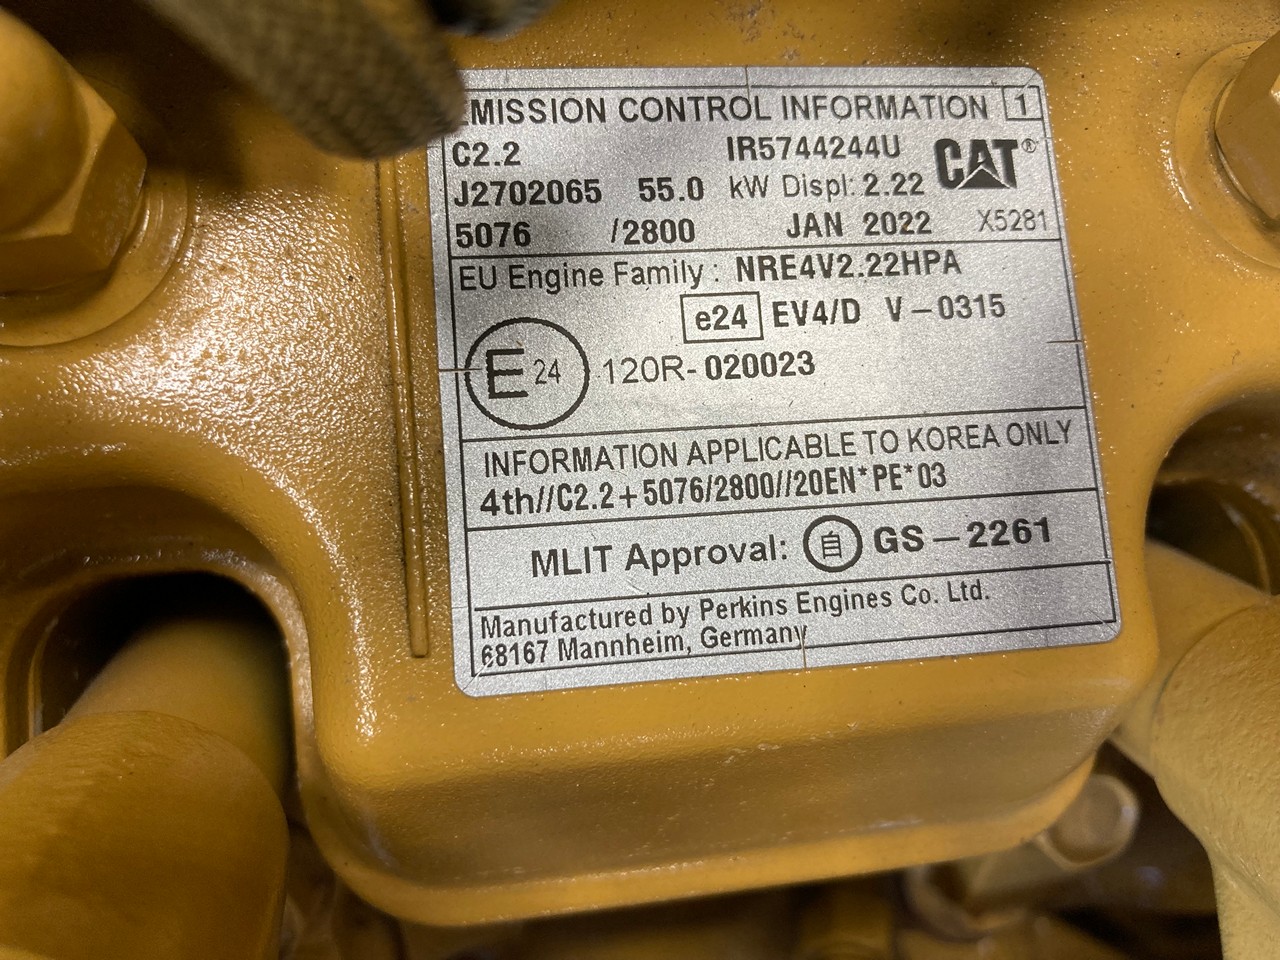 EMISSION CONTROL INFORMATION 1
C2.2 IR5744244U CAT®
J2702065 55.0 kW Displ: 2.22
5076 /2800 JAN 2022 X5281
EU Engine Family : NRE4V2.22HPA
e24 EV4/D V-0315
E 24 120R-020023
INFORMATION APPLICABLE TO KOREA ONLY
4th//C2.2+5076/2800//20EN*PE*03
MLIT Approval: 自 GS-2261
Manufactured by Perkins Engines Co. Ltd.
68167 Mannheim, Germany